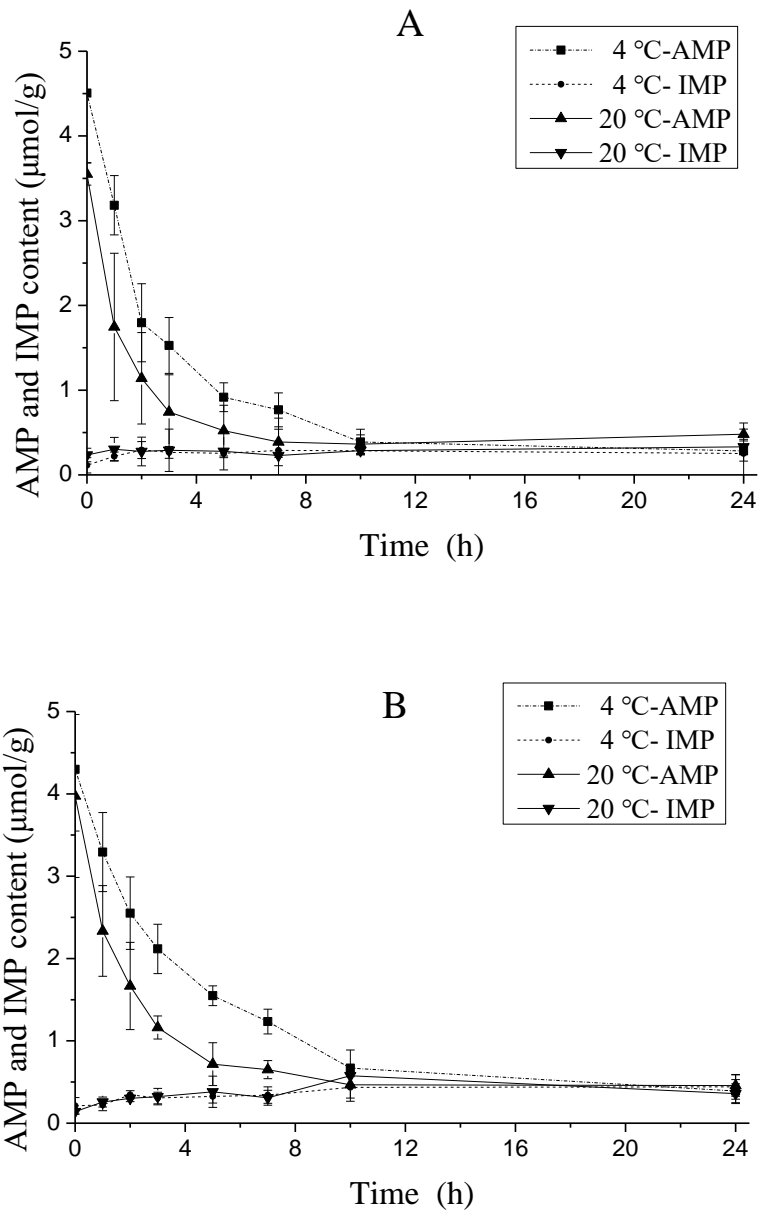 A
4 ℃-AMP
4 ℃- IMP
20 ℃-AMP
20 ℃- IMP
AMP and IMP content (μmol/g)
5
4
3
2
1
0
0 4 8 12 16 20 24
Time (h)
B
4 ℃-AMP
4 ℃- IMP
20 ℃-AMP
20 ℃- IMP
AMP and IMP content (μmol/g)
5
4
3
2
1
0
0 4 8 12 16 20 24
Time (h)